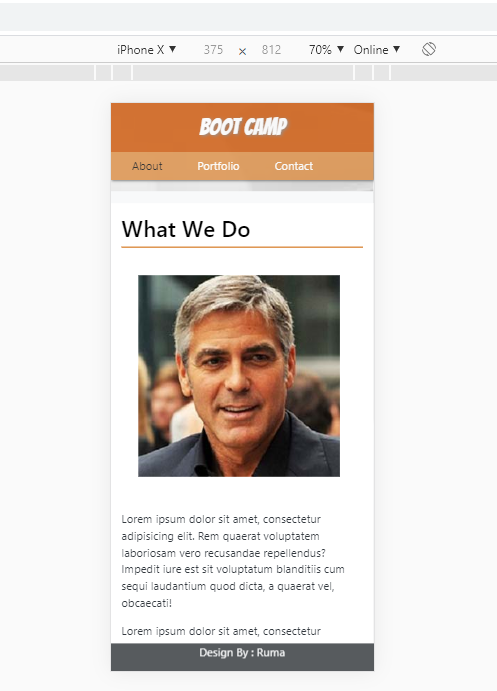 iPhone X ▼ 375 × 812 70% ▼ Online ▼
BOOT CAMP
About Portfolio Contact
What We Do
Lorem ipsum dolor sit amet, consectetur
adipisicing elit. Rem quaerat voluptatem
laboriosam vero recusandae repellendus?
Impedit iure est sit voluptatum blanditiis cum
sequi laudantium quod dicta, a quaerat vel,
obcaecati!
Lorem ipsum dolor sit amet, consectetur
Design By : Ruma